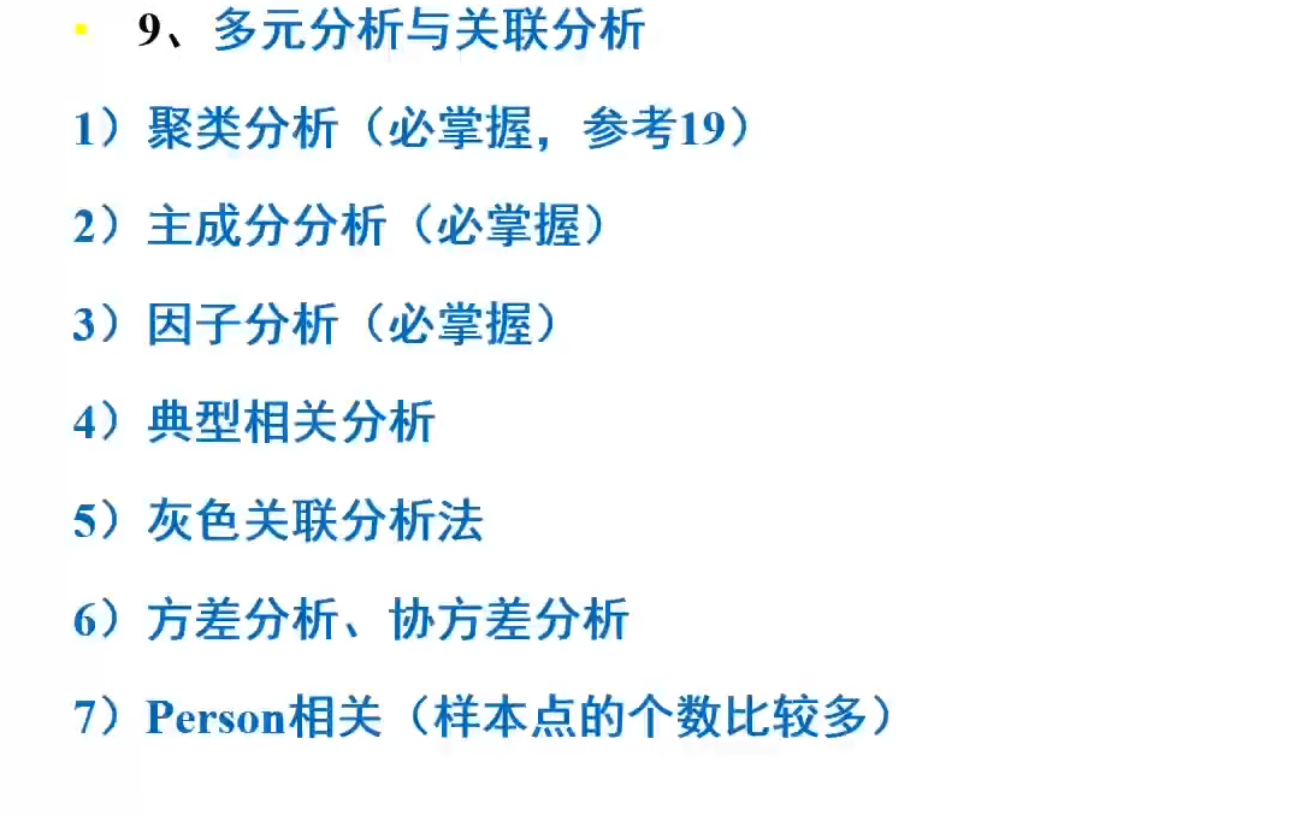 • 9、多元分析与关联分析
1）聚类分析（必掌握，参考19）
2）主成分分析（必掌握）
3）因子分析（必掌握）
4）典型相关分析
5）灰色关联分析法
6）方差分析、协方差分析
7）Person相关（样本点的个数比较多）